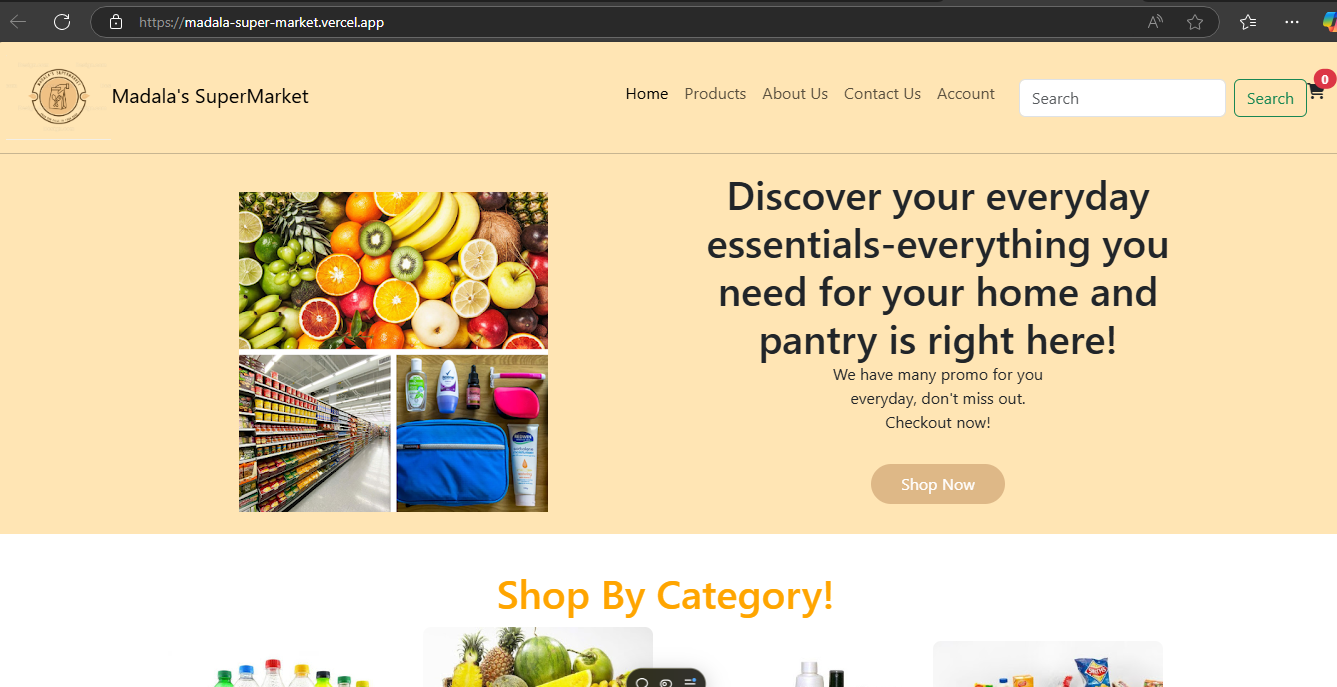 https://madala-super-market.vercel.app
Madala's SuperMarket
Home Products About Us Contact Us Account Search Search 0
Discover your everyday
essentials-everything you
need for your home and
pantry is right here!
We have many promo for you
everyday, don't miss out.
Checkout now!
Shop Now
Shop By Category!